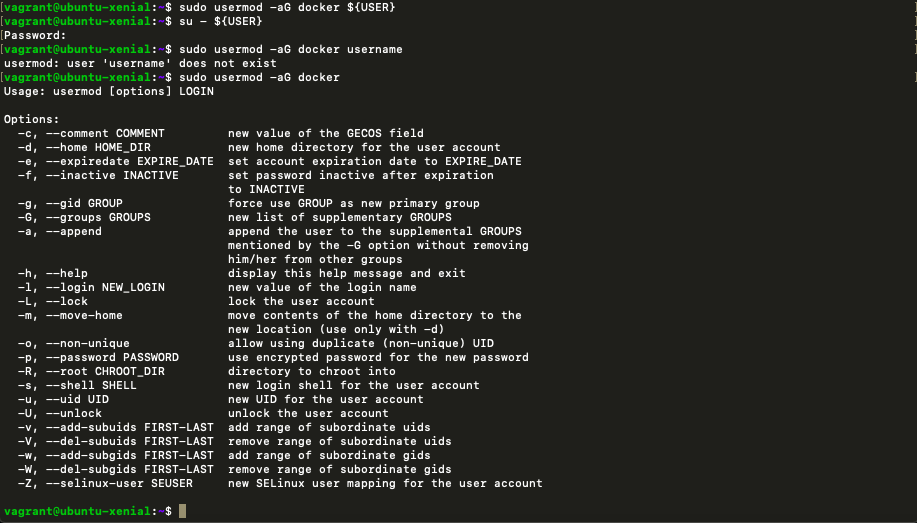 [vagrant@ubuntu-xenial:~$ sudo usermod -aG docker ${USER}]
[vagrant@ubuntu-xenial:~$ su - ${USER}]
[Password:]
[vagrant@ubuntu-xenial:~$ sudo usermod -aG docker username]
usermod: user 'username' does not exist
[vagrant@ubuntu-xenial:~$ sudo usermod -aG docker]
Usage: usermod [options] LOGIN

Options:
  -c, --comment COMMENT         new value of the GECOS field
  -d, --home HOME_DIR           new home directory for the user account
  -e, --expiredate EXPIRE_DATE  set account expiration date to EXPIRE_DATE
  -f, --inactive INACTIVE       set password inactive after expiration
                                to INACTIVE
  -g, --gid GROUP               force use GROUP as new primary group
  -G, --groups GROUPS           new list of supplementary GROUPS
  -a, --append                  append the user to the supplemental GROUPS
                                mentioned by the -G option without removing
                                him/her from other groups
  -h, --help                    display this help message and exit
  -l, --login NEW_LOGIN         new value of the login name
  -L, --lock                    lock the user account
  -m, --move-home               move contents of the home directory to the
                                new location (use only with -d)
  -o, --non-unique              allow using duplicate (non-unique) UID
  -p, --password PASSWORD       use encrypted password for the new password
  -R, --root CHROOT_DIR         directory to chroot into
  -s, --shell SHELL             new login shell for the user account
  -u, --uid UID                 new UID for the user account
  -U, --unlock                  unlock the user account
  -v, --add-subuids FIRST-LAST  add range of subordinate uids
  -V, --del-subuids FIRST-LAST  remove range of subordinate uids
  -w, --add-subgids FIRST-LAST  add range of subordinate gids
  -W, --del-subgids FIRST-LAST  remove range of subordinate gids
  -Z, --selinux-user SEUSER     new SELinux user mapping for the user account

vagrant@ubuntu-xenial:~$